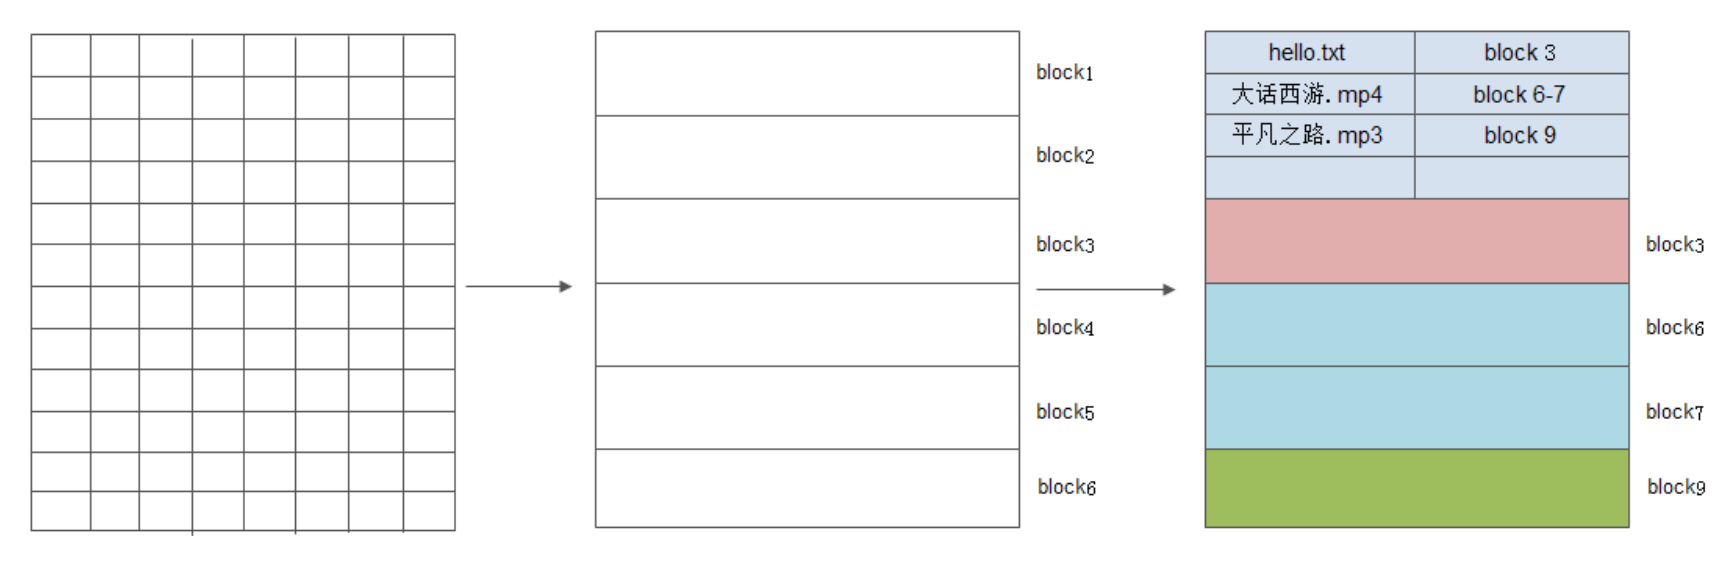 block1
block2
block3
block4
block5
block6
hello.txt block 3
大话西游. mp4 block 6-7
平凡之路. mp3 block 9
block3
block6
block7
block9